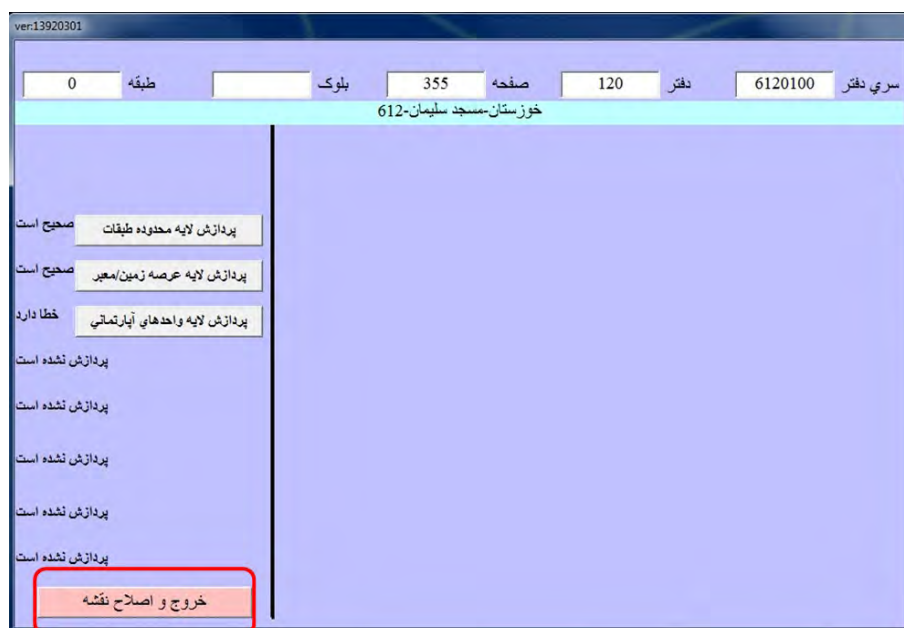 ver:13920301
سري دفتر 6120100 دفتر 120 صفحه 355 بلوک طبقه 0
خوزستان-مسجد سليمان-612
پردازش لايه محدوده طبقات صحيح است
پردازش لايه عرصه زمين/معبر صحيح است
پردازش لايه واحدهاي آپارتماني خطا دارد
پردازش نشده است
پردازش نشده است
پردازش نشده است
پردازش نشده است
پردازش نشده است
خروج و اصلاح نقشه